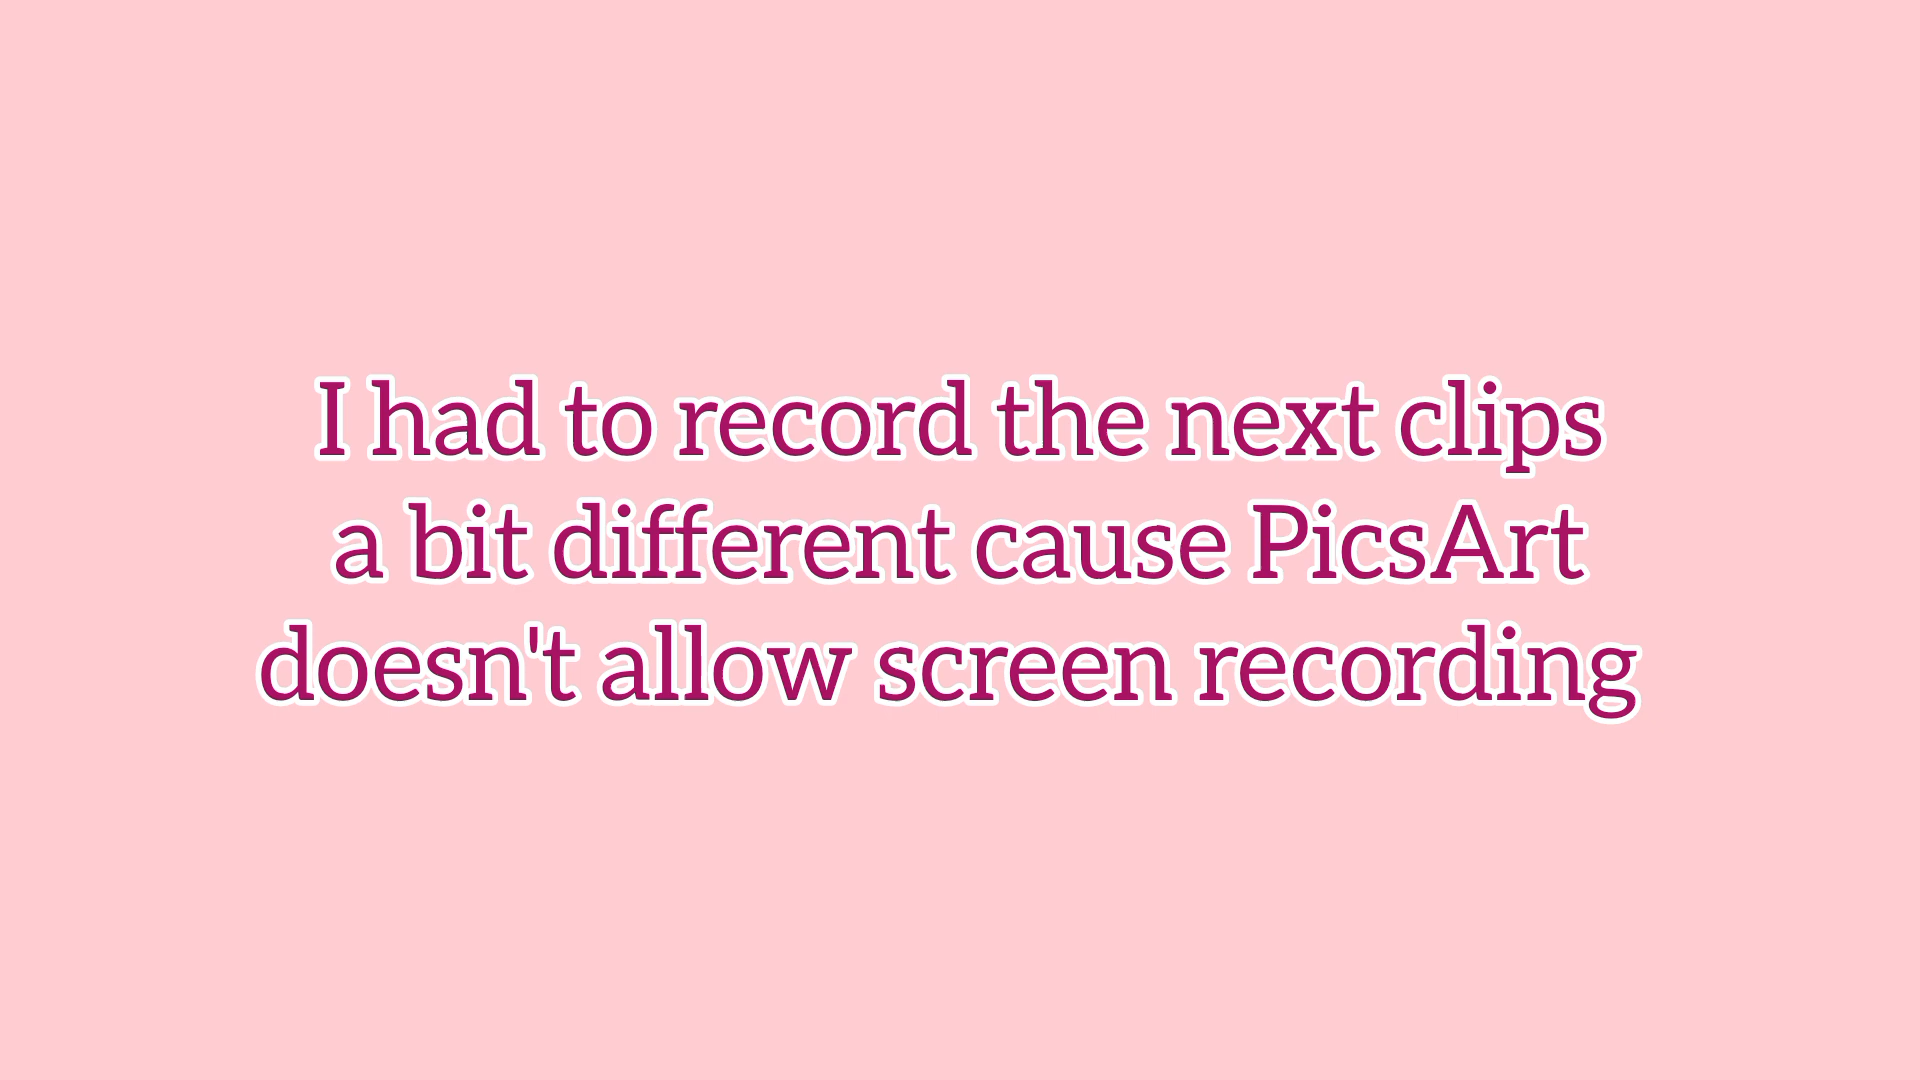 I had to record the next clips
a bit different cause PicsArt
doesn't allow screen recording